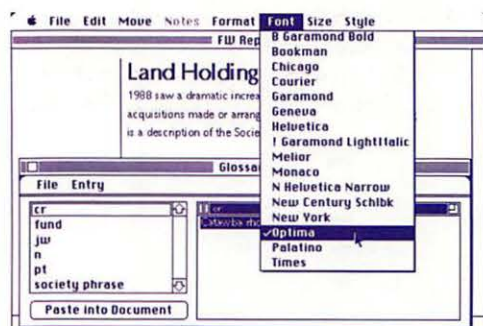 File Edit Move Notes Format Font Size Style
FW Rep
Land Holding
1988 saw a dramatic increa
acquisitions made or arrang
is a description of the Socie
B Garamond Bold
Bookman
Chicago
Courier
Garamond
Geneva
Helvetica
! Garamond LightItalic
Melior
Monaco
N Helvetica Narrow
New Century Schlbk
New York
✓Optima
Palatino
Times
Glossa
File Entry
cr
fund
jw
n
pt
society phrase
Paste into Document
cr